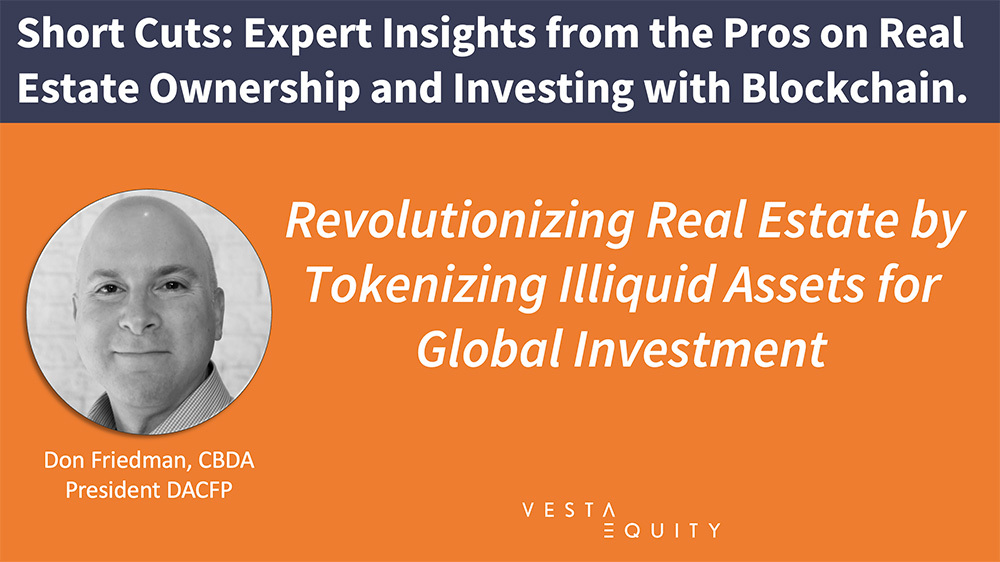 Short Cuts: Expert Insights from the Pros on Real
Estate Ownership and Investing with Blockchain.
Revolutionizing Real Estate by
Tokenizing Illiquid Assets for
Global Investment
Don Friedman, CBDA
President DACFP
VESTA
EQUITY